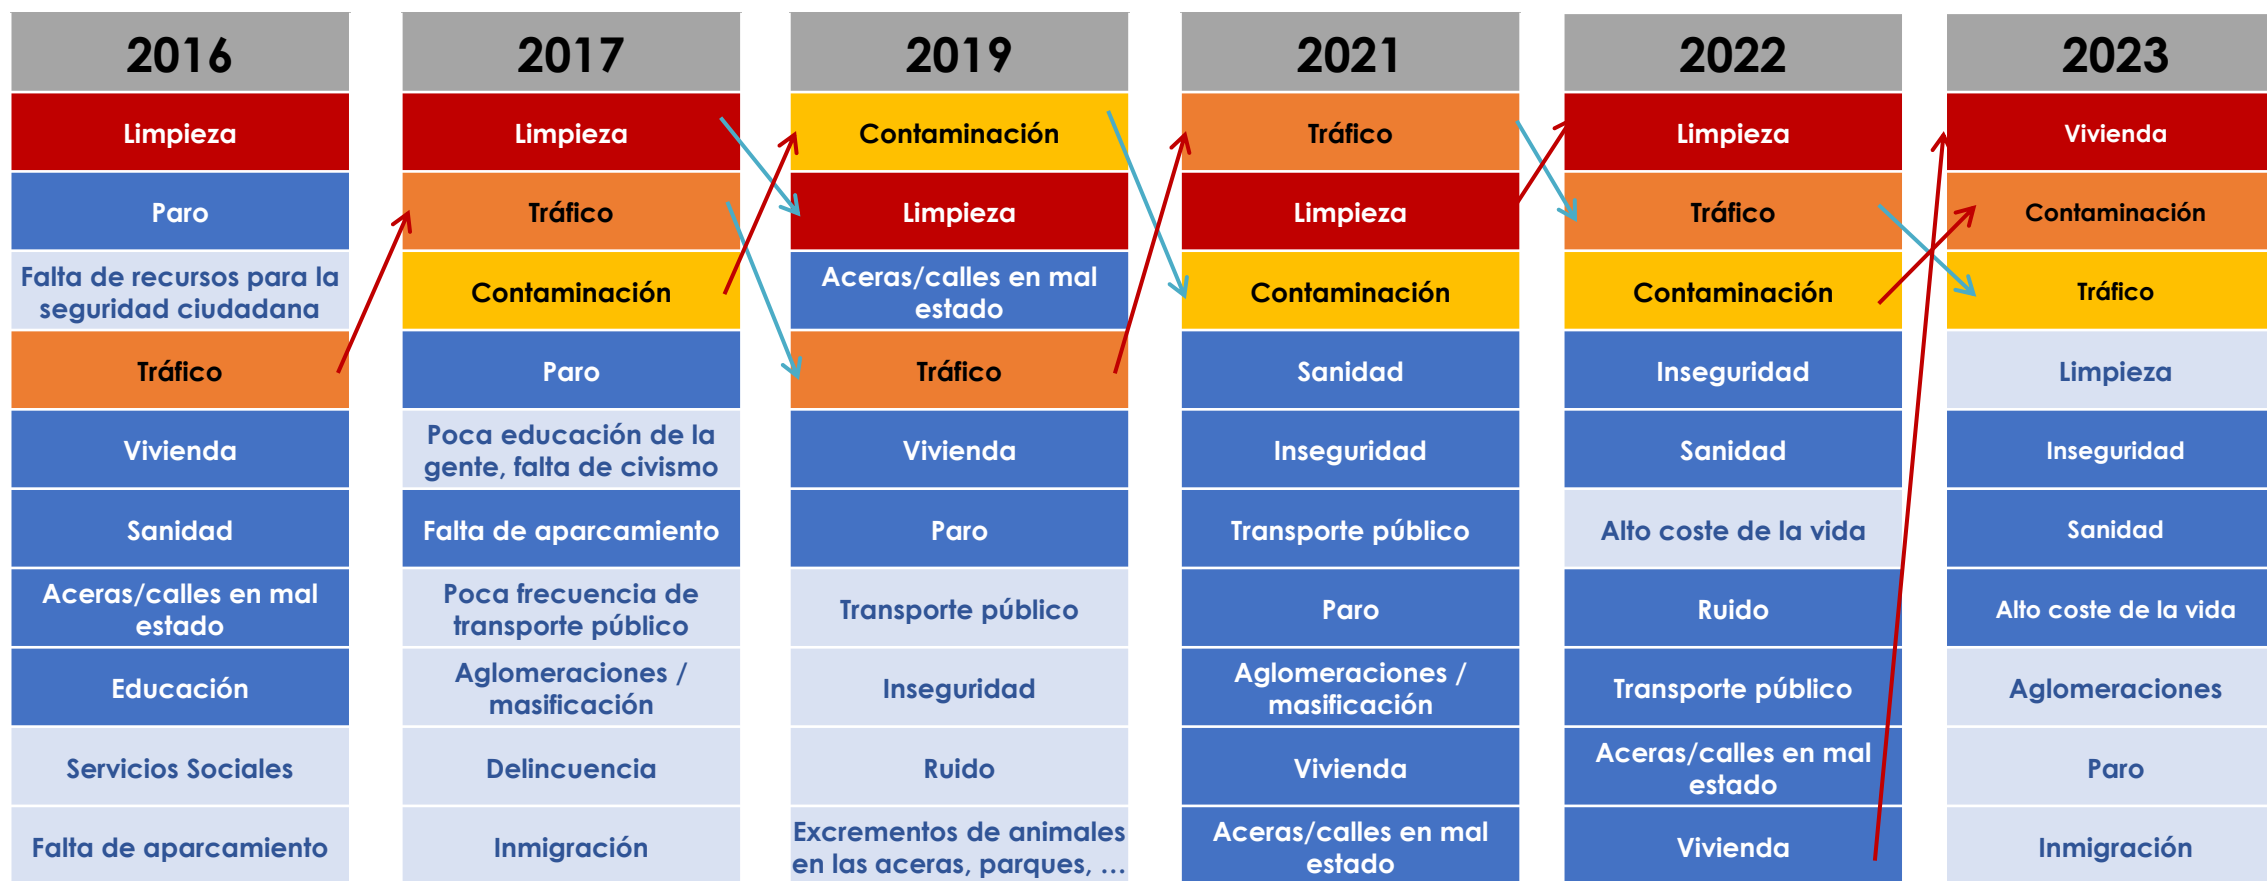 2016
Limpieza
Paro
Falta de recursos para la
seguridad ciudadana
Tráfico
Vivienda
Sanidad
Aceras/calles en mal
estado
Educación
Servicios Sociales
Falta de aparcamiento
2017
Limpieza
Tráfico
Contaminación
Paro
Poca educación de la
gente, falta de civismo
Falta de aparcamiento
Poca frecuencia de
transporte público
Aglomeraciones /
masificación
Delincuencia
Inmigración
2019
Contaminación
Limpieza
Aceras/calles en mal
estado
Tráfico
Vivienda
Paro
Transporte público
Inseguridad
Ruido
Excrementos de animales
en las aceras, parques, …
2021
Tráfico
Limpieza
Contaminación
Sanidad
Inseguridad
Transporte público
Paro
Aglomeraciones /
masificación
Vivienda
Aceras/calles en mal
estado
2022
Limpieza
Tráfico
Contaminación
Inseguridad
Sanidad
Alto coste de la vida
Ruido
Transporte público
Aceras/calles en mal
estado
Vivienda
2023
Vivienda
Contaminación
Tráfico
Limpieza
Inseguridad
Sanidad
Alto coste de la vida
Aglomeraciones
Paro
Inmigración